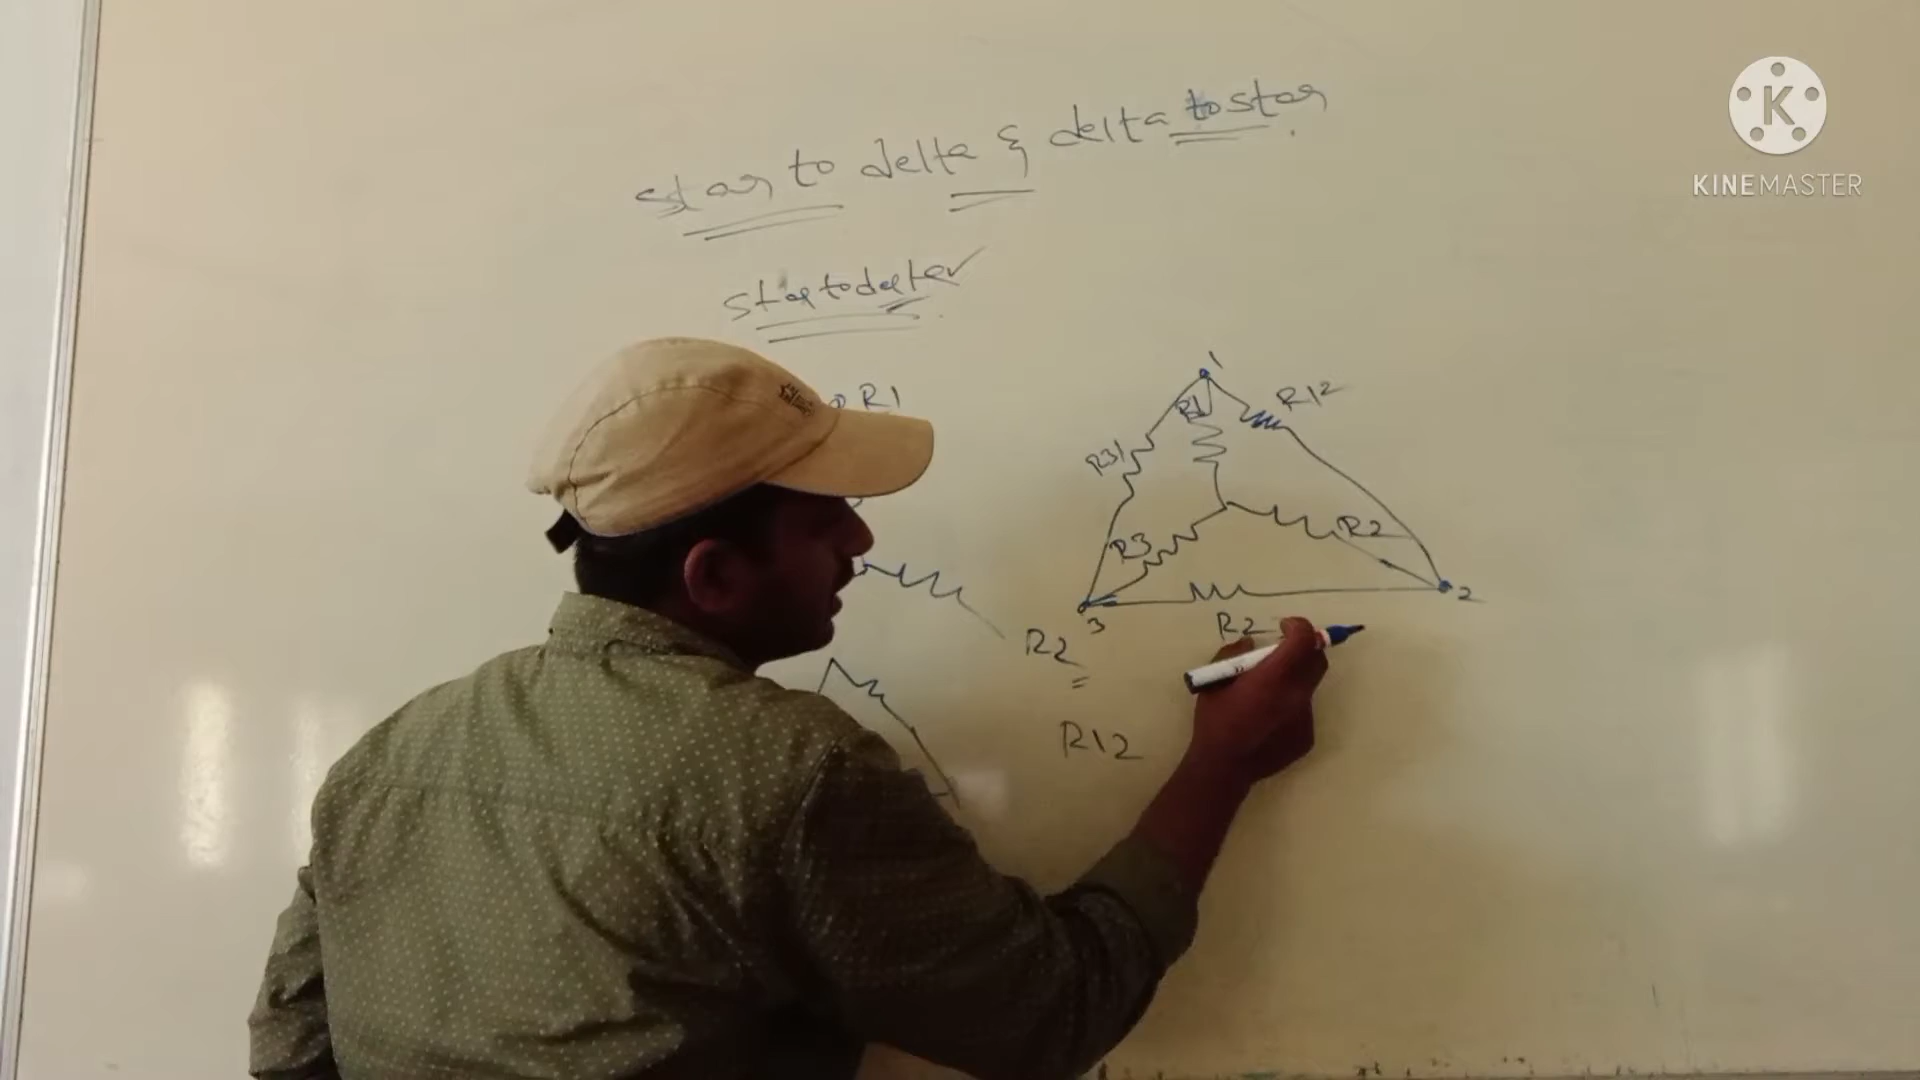 K
KINEMASTER
star to delta & delta to star
star to delta
R1
1
R12
R1
R31
R2
R3
2
3
R2
R2
R12